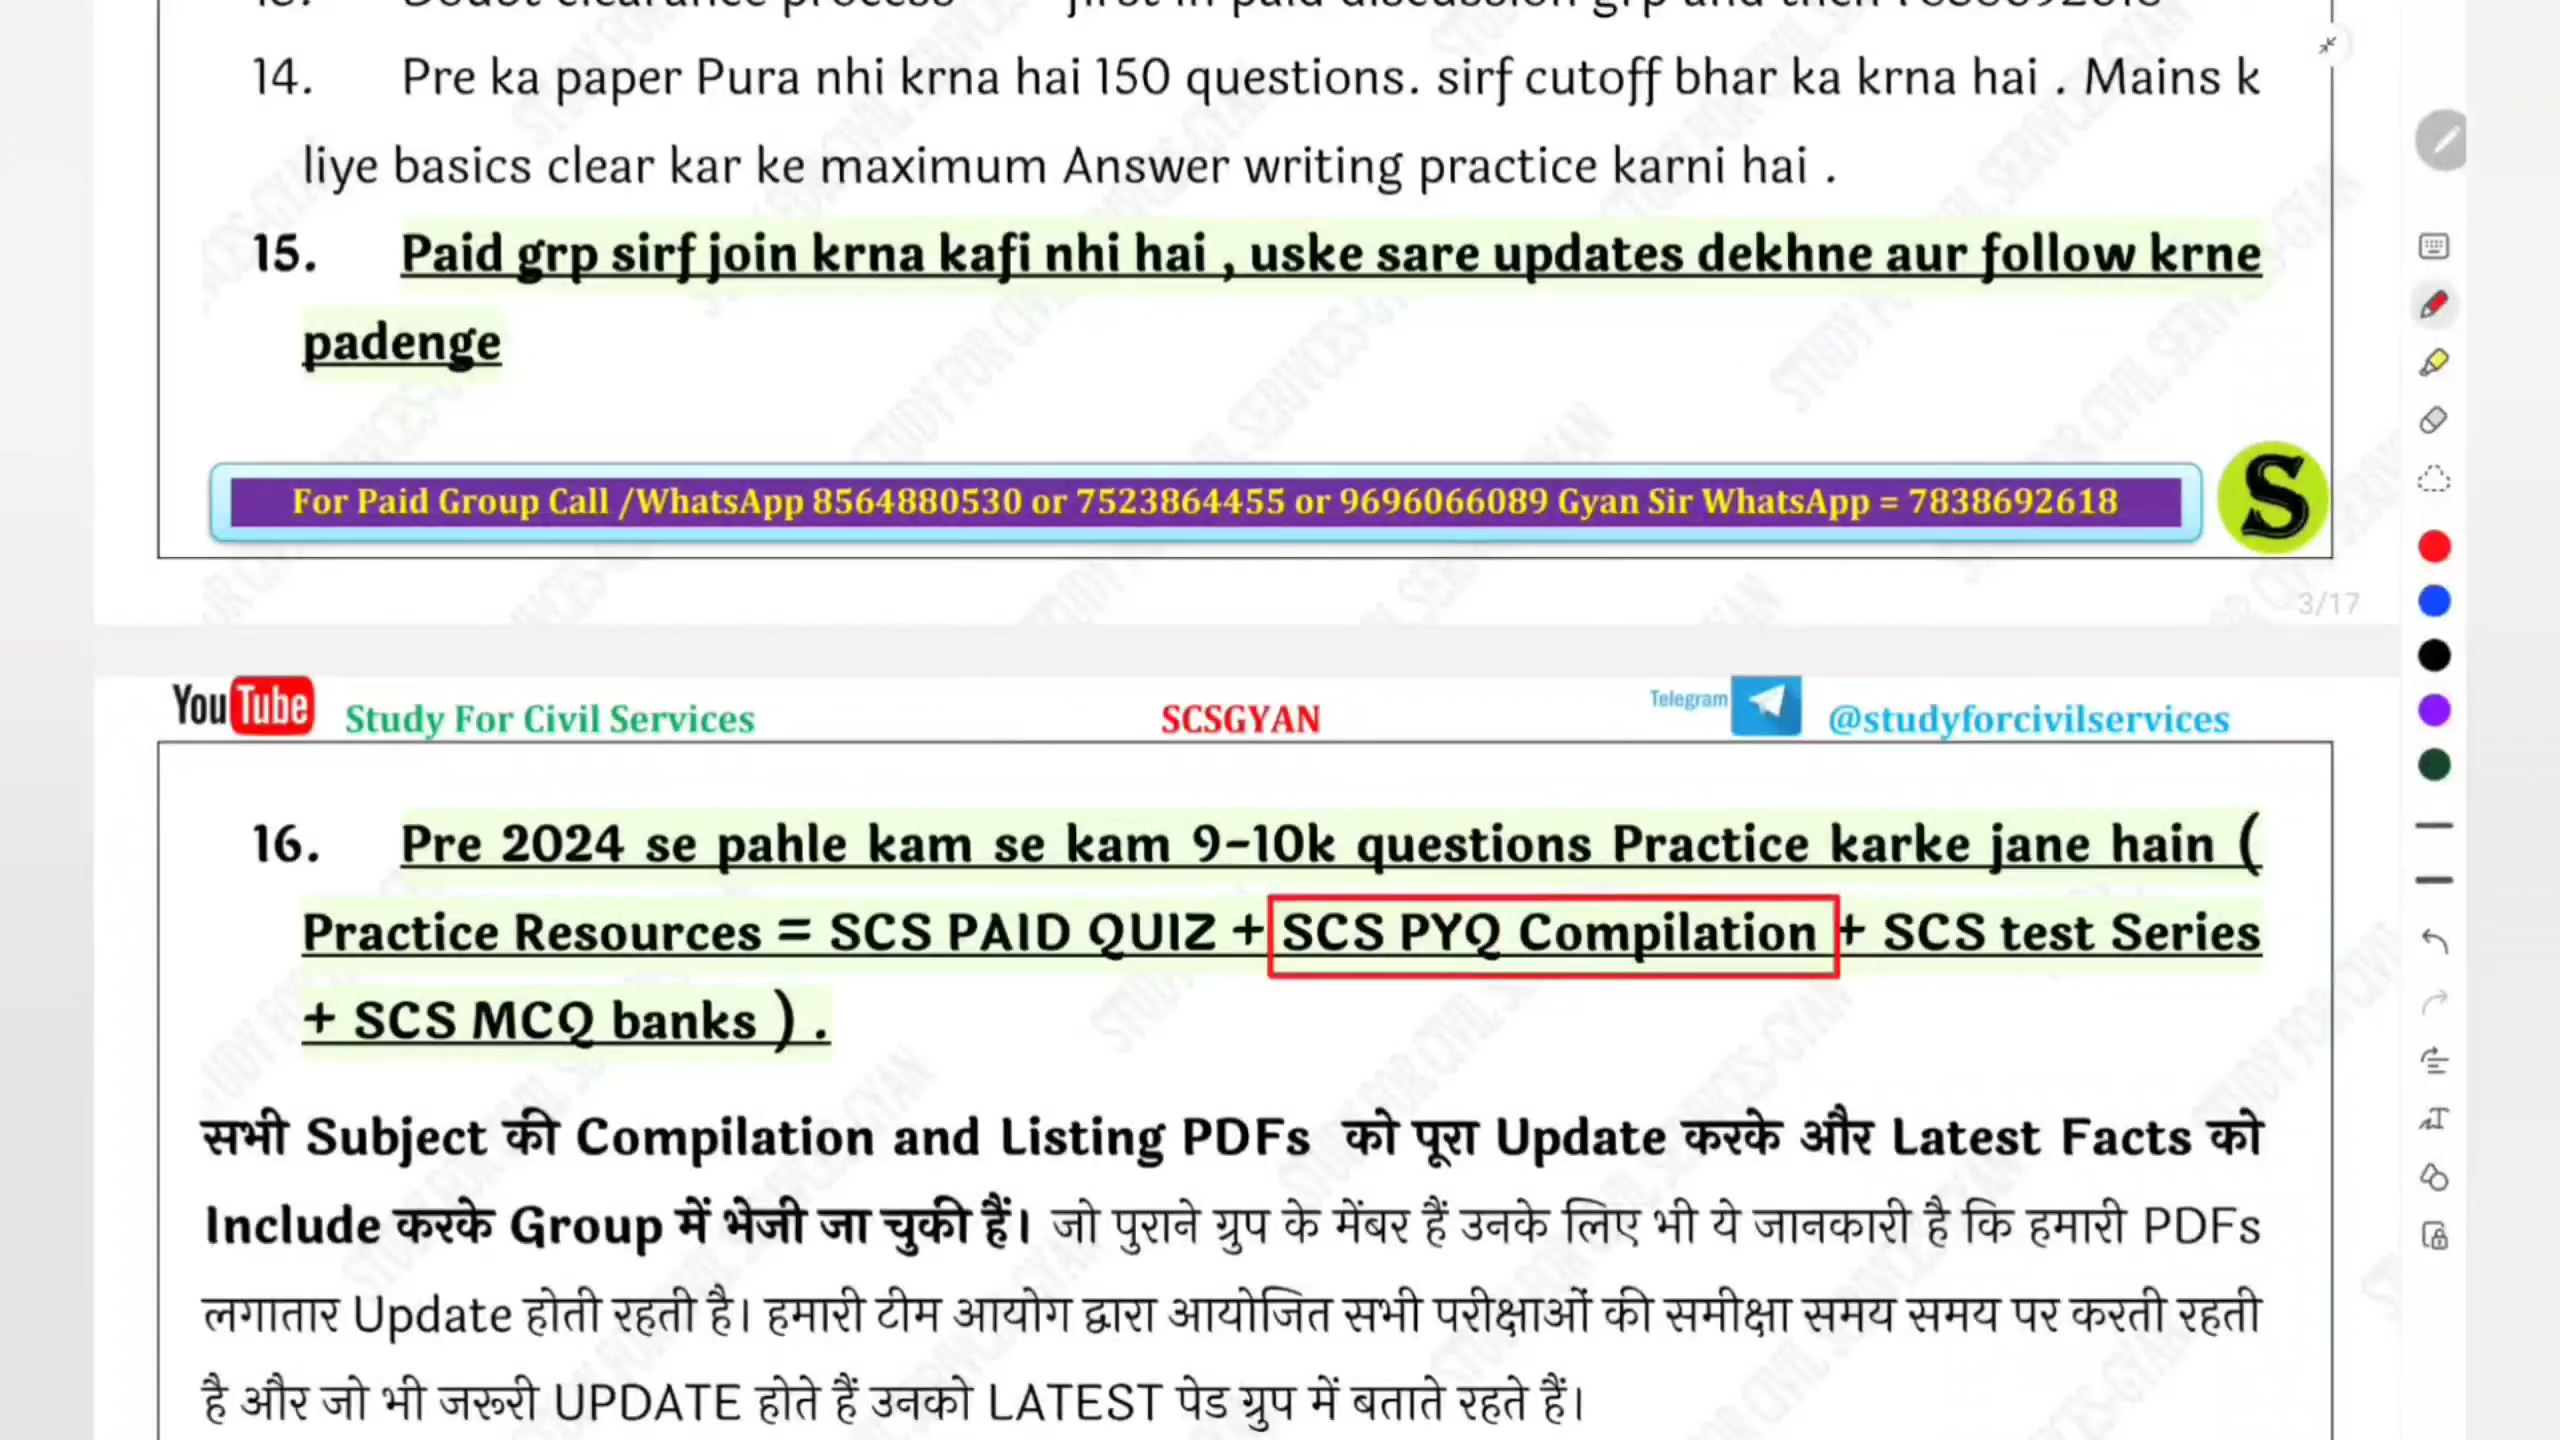 14. Pre ka paper Pura nhi krna hai 150 questions. sirf cutoff bhar ka krna hai . Mains k
liye basics clear kar ke maximum Answer writing practice karni hai .
15. Paid grp sirf join krna kafi nhi hai , uske sare updates dekhne aur follow krne
padenge
For Paid Group Call /WhatsApp 8564880530 or 7523864455 or 9696066089 Gyan Sir WhatsApp = 7838692618
S
3/17
YouTube Study For Civil Services SCSGYAN Telegram @studyforcivilservices
16. Pre 2024 se pahle kam se kam 9-10k questions Practice karke jane hain (
Practice Resources = SCS PAID QUIZ + SCS PYQ Compilation + SCS test Series
+ SCS MCQ banks ) .
सभी Subject की Compilation and Listing PDFs को पूरा Update करके और Latest Facts को
Include करके Group में भेजी जा चुकी हैं। जो पुराने ग्रुप के मेंबर हैं उनके लिए भी ये जानकारी है कि हमारी PDFs
लगातार Update होती रहती है। हमारी टीम आयोग द्वारा आयोजित सभी परीक्षाओं की समीक्षा समय समय पर करती रहती
है और जो भी जरूरी UPDATE होते हैं उनको LATEST पेड ग्रुप में बताते रहते हैं।